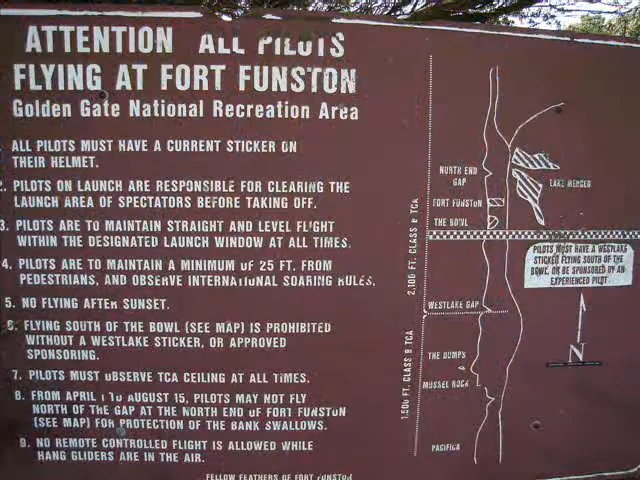 ATTENTION ALL PILOTS
FLYING AT FORT FUNSTON
Golden Gate National Recreation Area
ALL PILOTS MUST HAVE A CURRENT STICKER ON
THEIR HELMET.
2. PILOTS ON LAUNCH ARE RESPONSIBLE FOR CLEARING THE
LAUNCH AREA OF SPECTATORS BEFORE TAKING OFF.
3. PILOTS ARE TO MAINTAIN STRAIGHT AND LEVEL FLIGHT
WITHIN THE DESIGNATED LAUNCH WINDOW AT ALL TIMES.
4. PILOTS ARE TO MAINTAIN A MINIMUM OF 25 FT. FROM
PEDESTRIANS, AND OBSERVE INTERNATIONAL SOARING RULES.
5. NO FLYING AFTER SUNSET.
6. FLYING SOUTH OF THE BOWL (SEE MAP) IS PROHIBITED
WITHOUT A WESTLAKE STICKER, OR APPROVED
SPONSORING.
7. PILOTS MUST OBSERVE TCA CEILING AT ALL TIMES.
8. FROM APRIL 1 TO AUGUST 15, PILOTS MAY NOT FLY
NORTH OF THE GAP AT THE NORTH END OF FORT FUNSTON
(SEE MAP) FOR PROTECTION OF THE BANK SWALLOWS.
9. NO REMOTE CONTROLLED FLIGHT IS ALLOWED WHILE
HANG GLIDERS ARE IN THE AIR.
FELLOW FEATHERS OF FORT FUNSTON
2,100 FT. CLASS B TCA
1,500 FT. CLASS B TCA
NORTH END
GAP
FORT FUNSTON
THE BOWL
LAKE MERCED
PILOTS MUST HAVE A WESTLAKE
STICKER FLYING SOUTH OF THE
BOWL, OR BE SPONSORED BY AN
EXPERIENCED PILOT.
WESTLAKE GAP
N
THE DUMPS
MUSSEL ROCK
PACIFICA